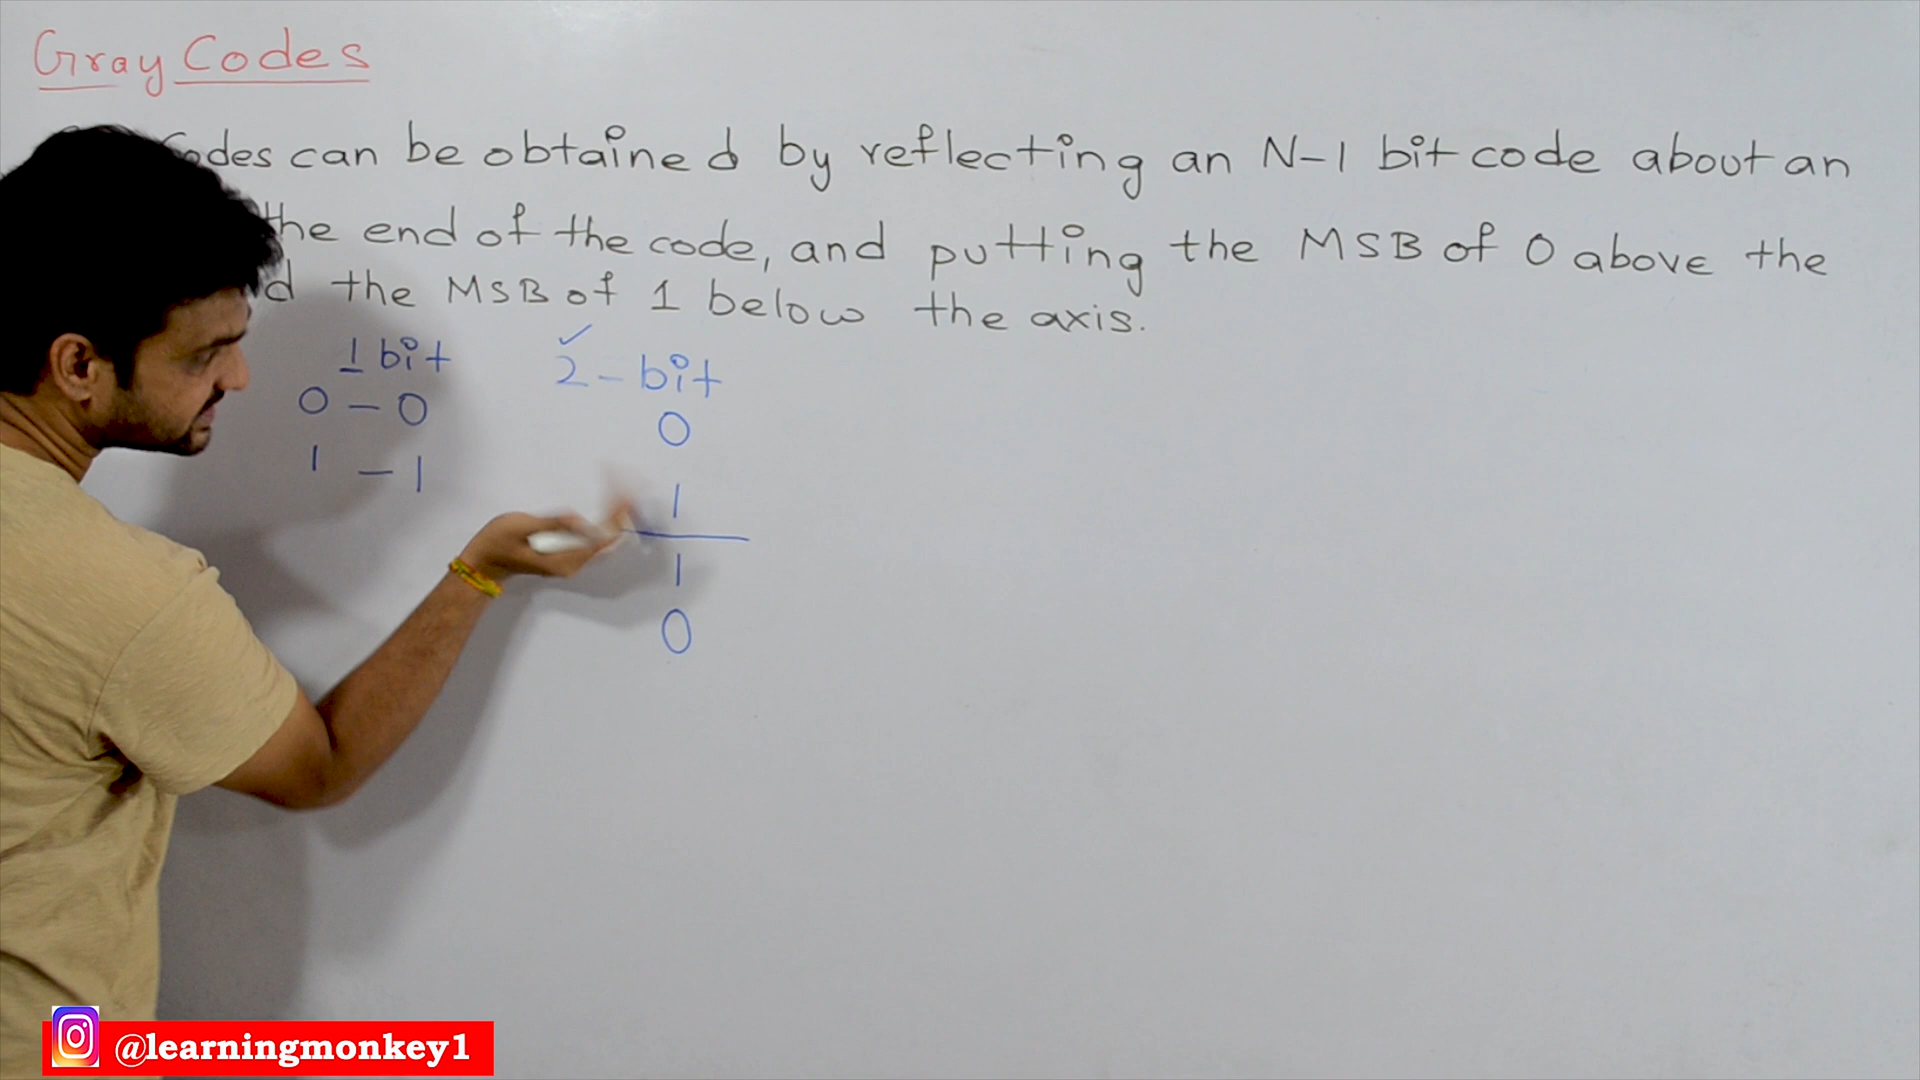 Gray Codes
Codes can be obtained by reflecting an N-1 bit code about an
the end of the code, and putting the MSB of 0 above the
the MSB of 1 below the axis.
1 bit 2-bit
0 - 0 0
1 - 1 1
1
0
@learningmonkey1